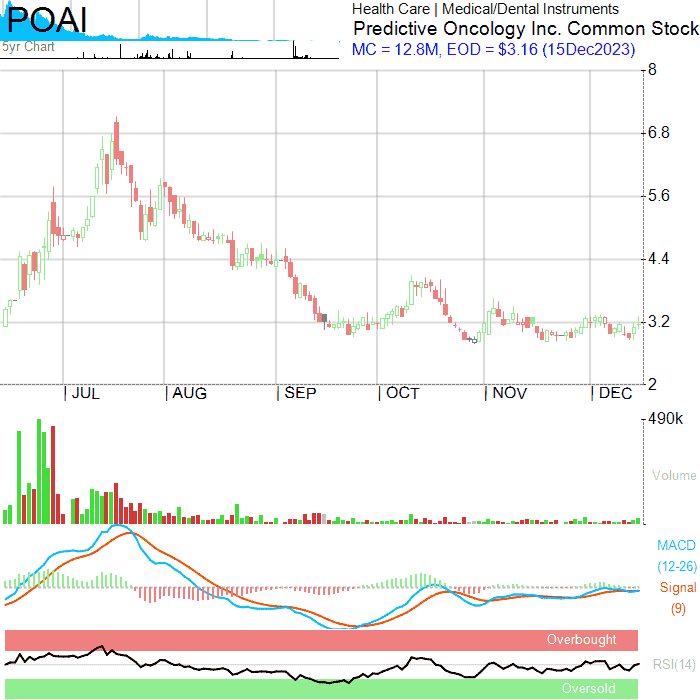 POAI
5yr Chart
Health Care | Medical/Dental Instruments
Predictive Oncology Inc. Common Stock
MC = 12.8M, EOD = $3.16 (15Dec2023)
8
6.8
5.6
4.4
3.2
2
| JUL | AUG | SEP | OCT | NOV | DEC
490k
Volume
MACD
(12-26)
Signal
(9)
Overbought
RSI(14)
Oversold